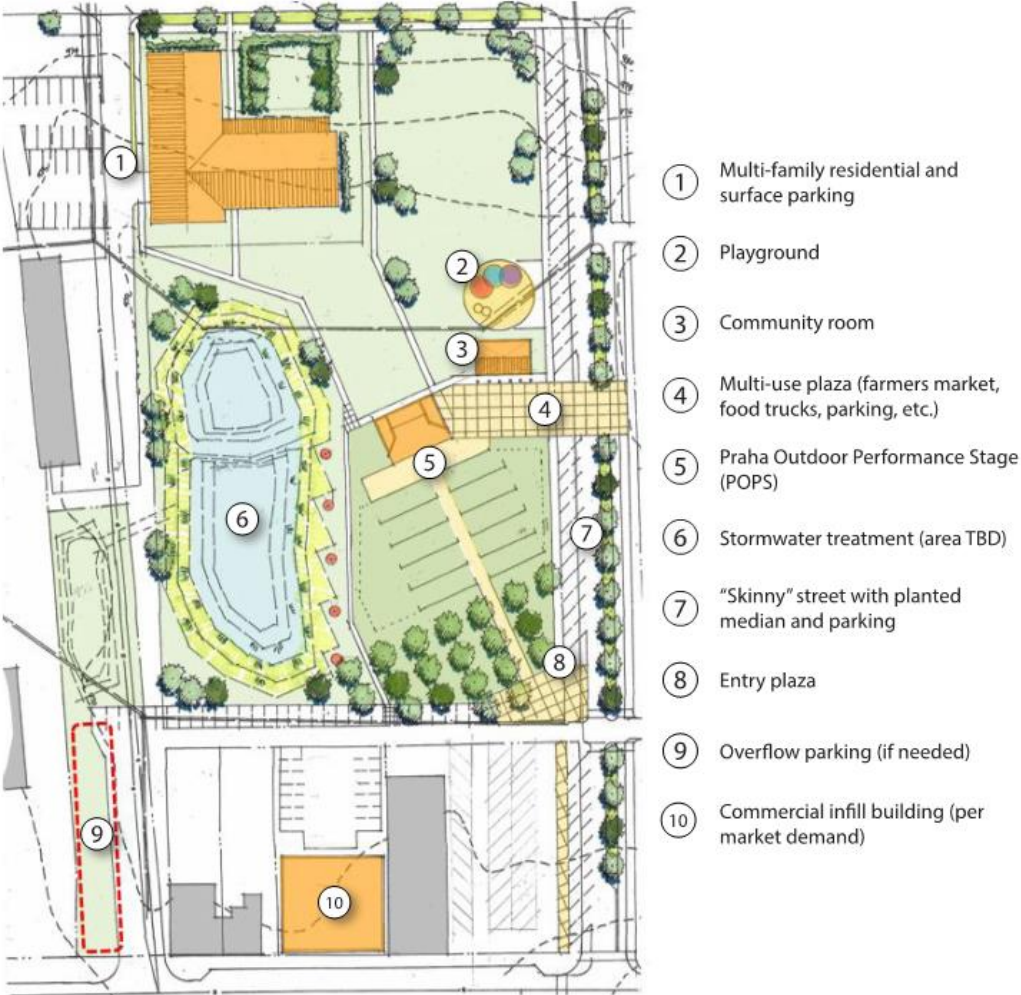 1
2
3
4
5
6
7
8
9
10
1 Multi-family residential and
surface parking
2 Playground
3 Community room
4 Multi-use plaza (farmers market,
food trucks, parking, etc.)
5 Praha Outdoor Performance Stage
(POPS)
6 Stormwater treatment (area TBD)
7 “Skinny” street with planted
median and parking
8 Entry plaza
9 Overflow parking (if needed)
10 Commercial infill building (per
market demand)